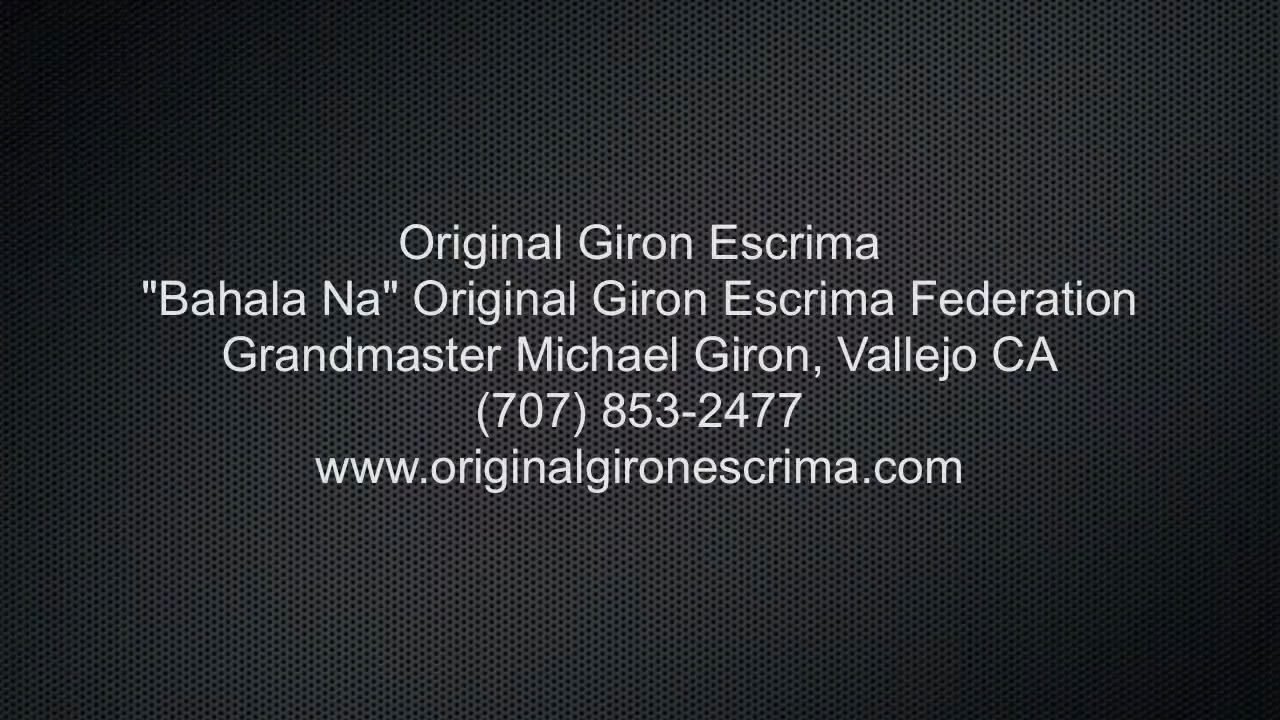 Original Giron Escrima
"Bahala Na" Original Giron Escrima Federation
Grandmaster Michael Giron, Vallejo CA
(707) 853-2477
www.originalgironescrima.com